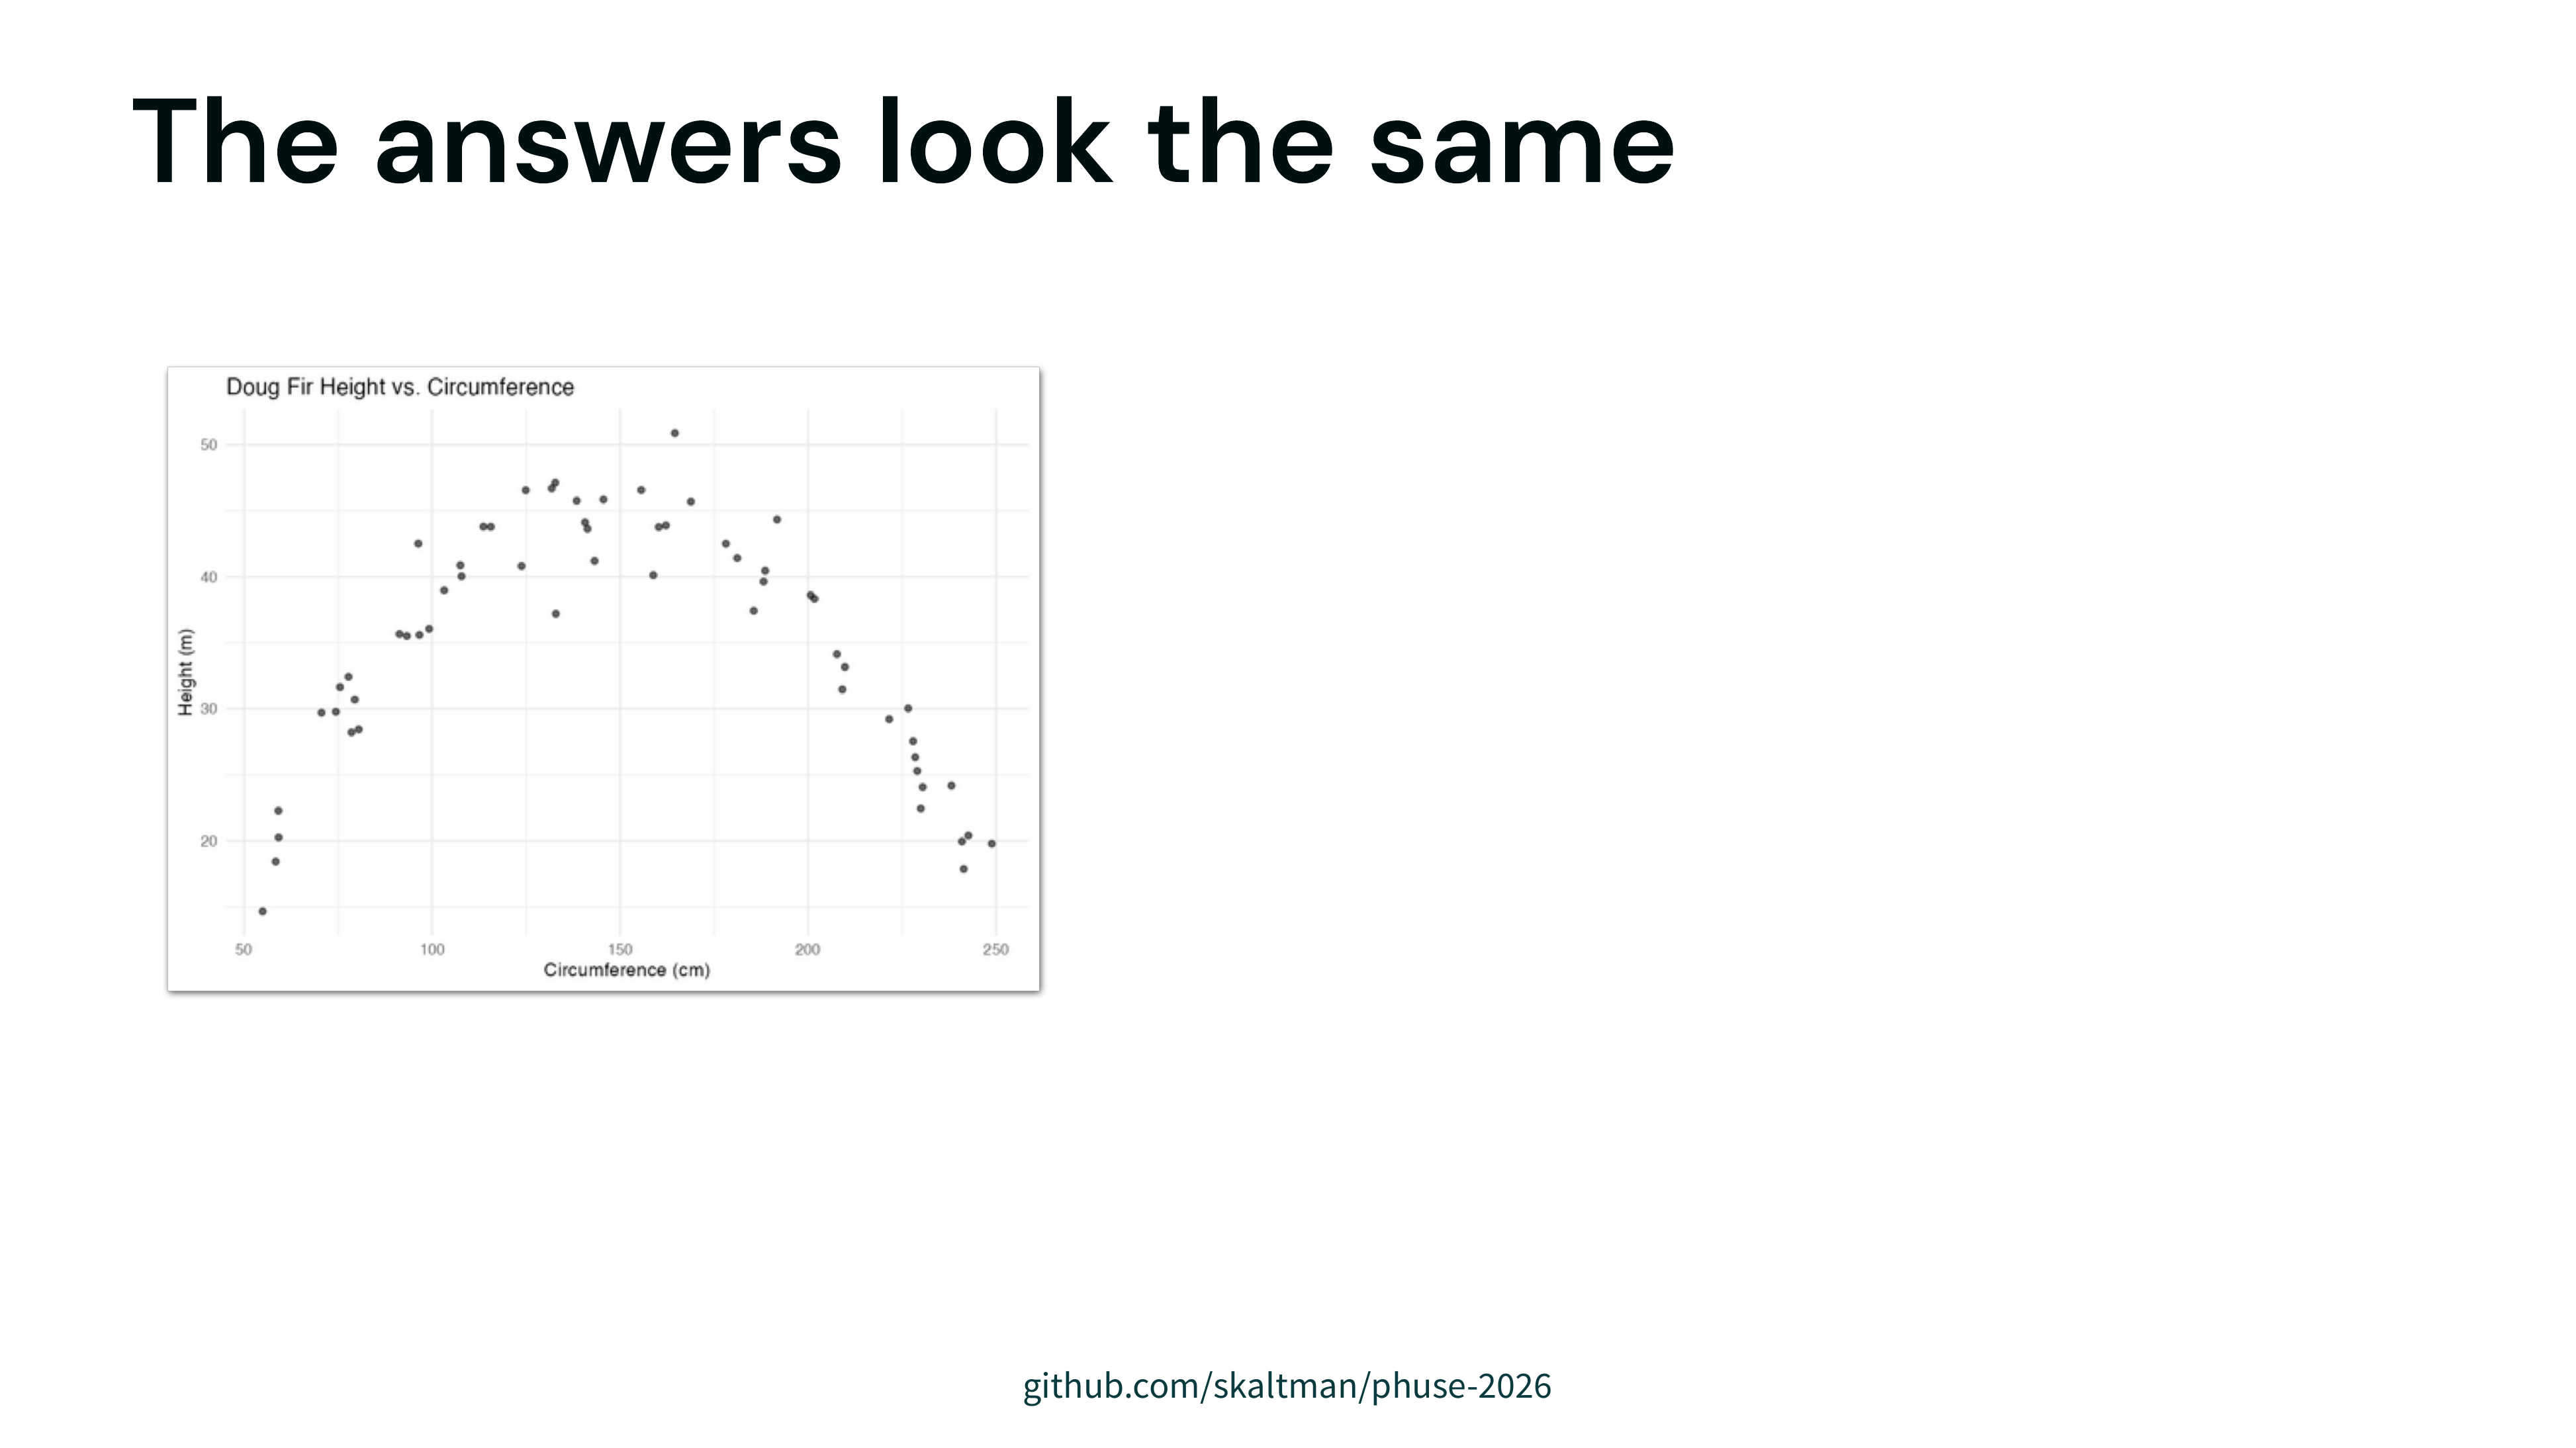 The answers look the same
Doug Fir Height vs. Circumference
50
40
30
20
Height (m)
50 100 150 200 250
Circumference (cm)
github.com/skaltman/phuse-2026